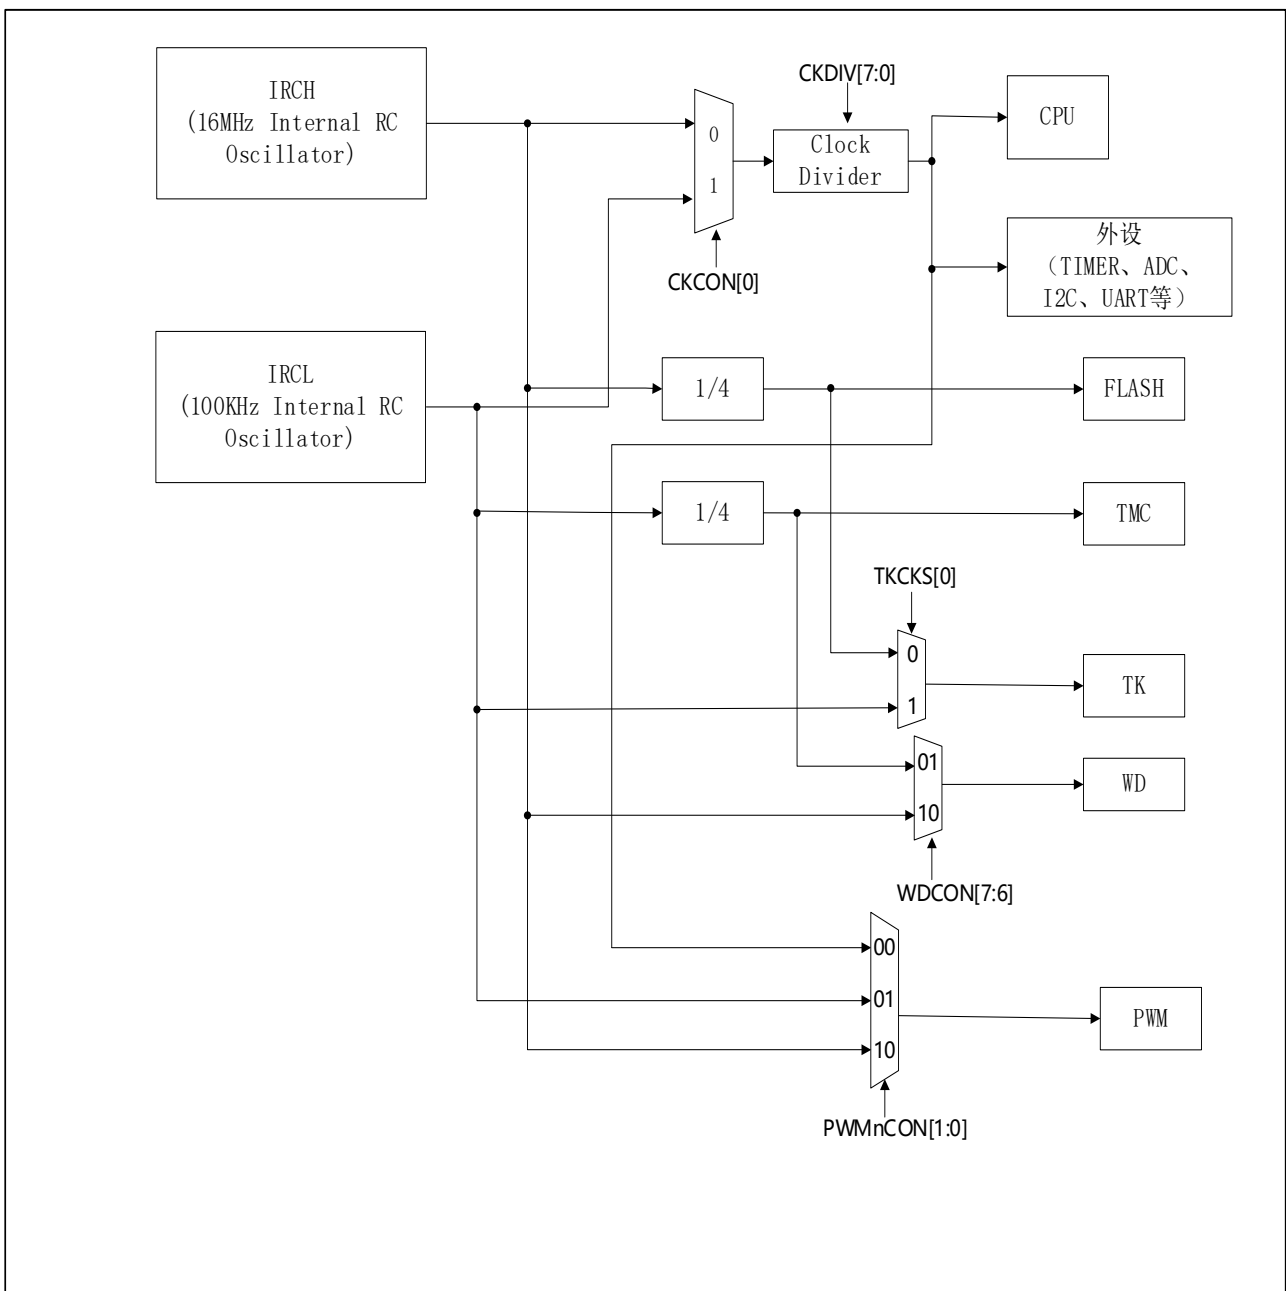 IRCH
(16MHz Internal RC
Oscillator)
CKDIV[7:0]
0
1
Clock
Divider
CPU
CKCON[0]
外设
（TIMER、ADC、
I2C、UART等）
IRCL
(100KHz Internal RC
Oscillator)
1/4
FLASH
1/4
TMC
TKCKS[0]
0
1
TK
01
10
WD
WDCON[7:6]
00
01
10
PWM
PWMnCON[1:0]